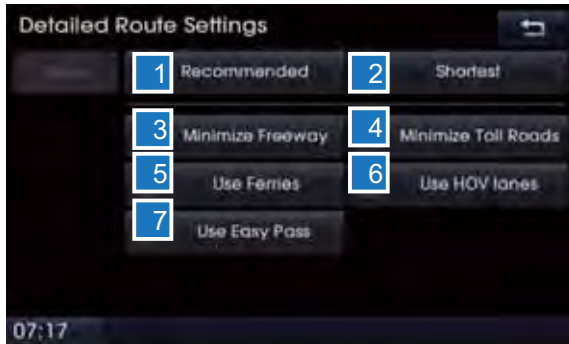 Detailed Route Settings
1 Recommended 2 Shortest
3 Minimize Freeway 4 Minimize Toll Roads
5 Use Ferries 6 Use HOV lanes
7 Use Easy Pass
07:17